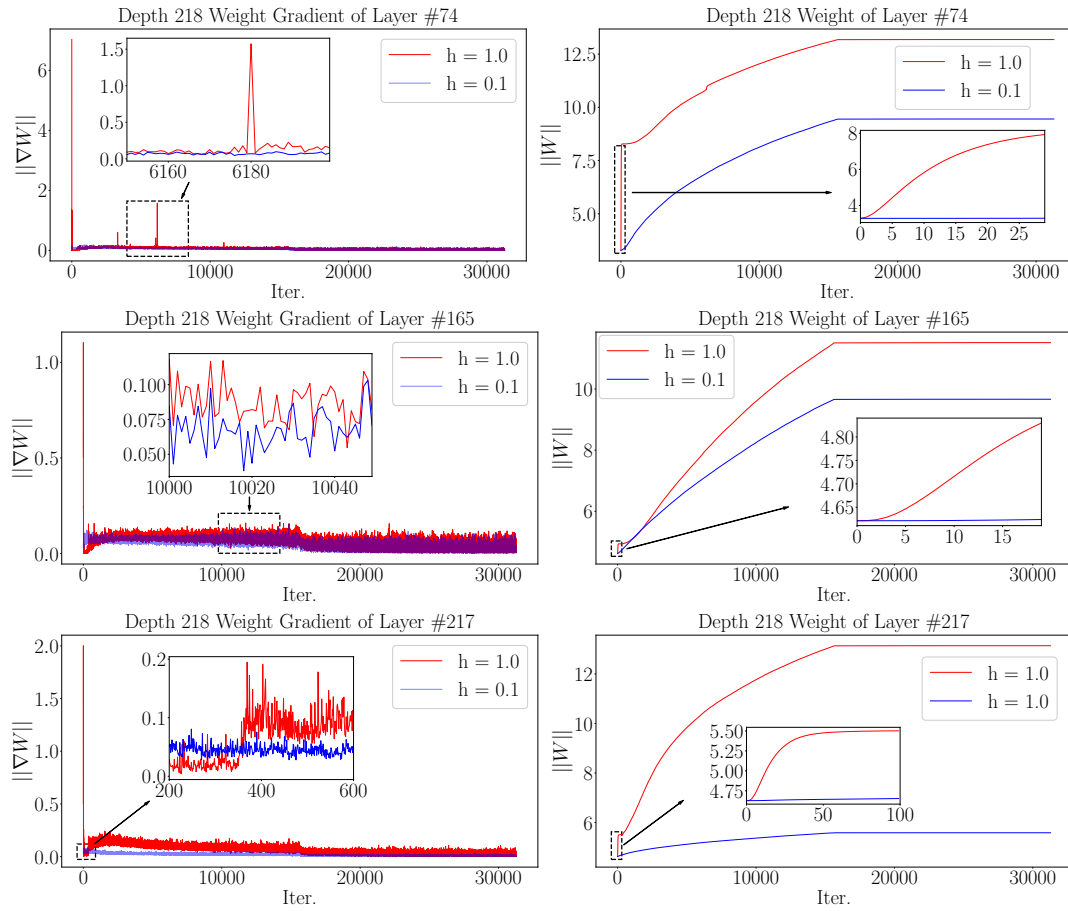 Depth 218 Weight Gradient of Layer #74
||∇W||
6
4
2
0
1.5
1.0
0.5
0.0
6160 6180
h = 1.0
h = 0.1
0 10000 20000 30000
Iter.
Depth 218 Weight of Layer #74
||W||
12.5
10.0
7.5
5.0
h = 1.0
h = 0.1
8
6
4
0 5 10 15 20 25
0 10000 20000 30000
Iter.
Depth 218 Weight Gradient of Layer #165
||∇W||
1.0
0.5
0.0
0.100
0.075
0.050
10000 10020 10040
h = 1.0
h = 0.1
0 10000 20000 30000
Iter.
Depth 218 Weight of Layer #165
||W||
10
8
6
h = 1.0
h = 0.1
4.80
4.75
4.70
4.65
0 5 10 15
0 10000 20000 30000
Iter.
Depth 218 Weight Gradient of Layer #217
||∇W||
2.0
1.5
1.0
0.5
0.0
0.2
0.1
0.0
200 400 600
h = 1.0
h = 0.1
0 10000 20000 30000
Iter.
Depth 218 Weight of Layer #217
||W||
12
10
8
6
h = 1.0
h = 1.0
5.50
5.25
5.00
4.75
0 50 100
0 10000 20000 30000
Iter.